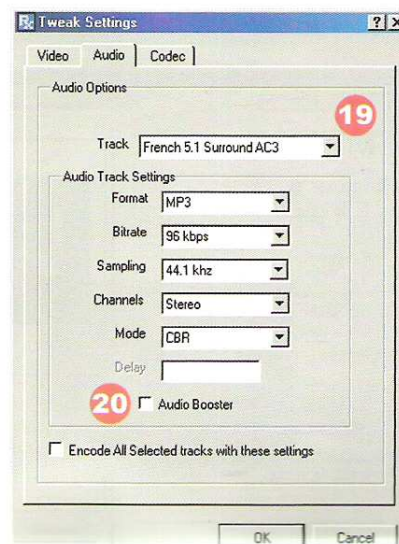 Tweak Settings
Video Audio Codec
Audio Options
19
Track French 5.1 Surround AC3
Audio Track Settings
Format MP3
Bitrate 96 kbps
Sampling 44.1 khz
Channels Stereo
Mode CBR
Delay
20 Audio Booster
Encode All Selected tracks with these settings
OK Cancel